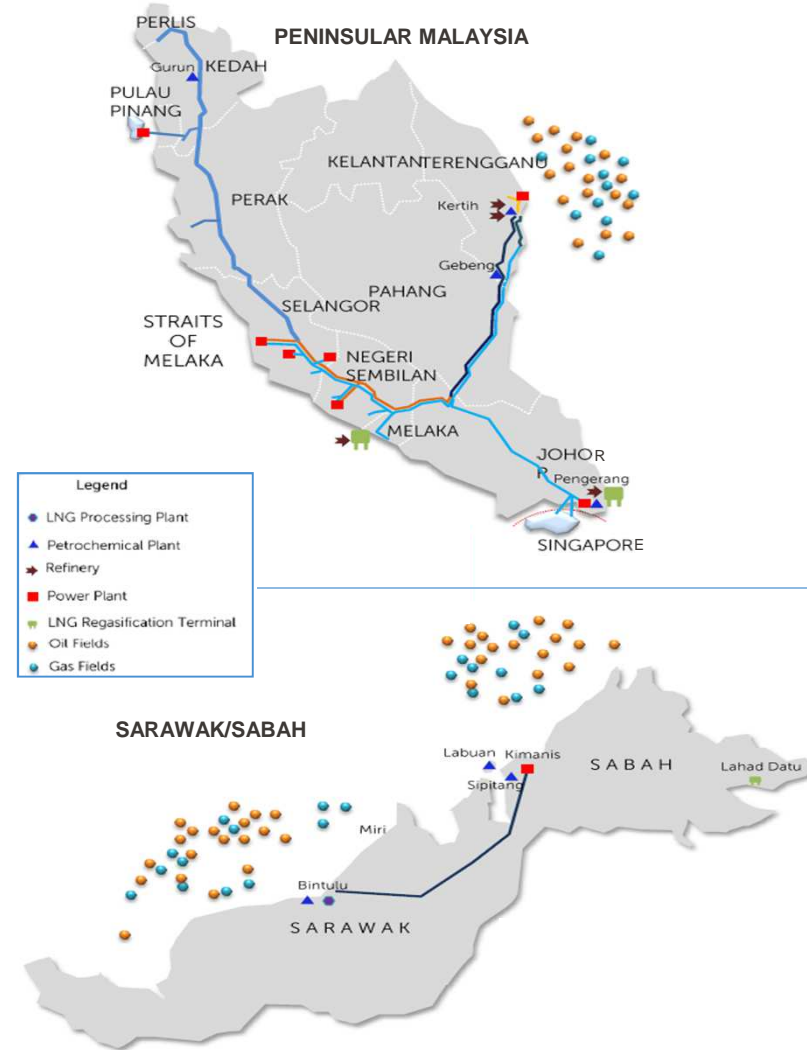 PERLIS
PENINSULAR MALAYSIA
Gurun
KEDAH
PULAU
PINANG
KELANTAN
TERENGGANU
PERAK
Kertih
Gebeng
PAHANG
SELANGOR
STRAITS
OF
MELAKA
NEGERI
SEMBILAN
MELAKA
JOHOR
R
Pengerang
SINGAPORE
Legend
LNG Processing Plant
Petrochemical Plant
Refinery
Power Plant
LNG Regasification Terminal
Oil Fields
Gas Fields
SARAWAK/SABAH
Labuan
Kimanis
SABAH
Lahad Datu
Sipitang
Miri
Bintulu
SARAWAK